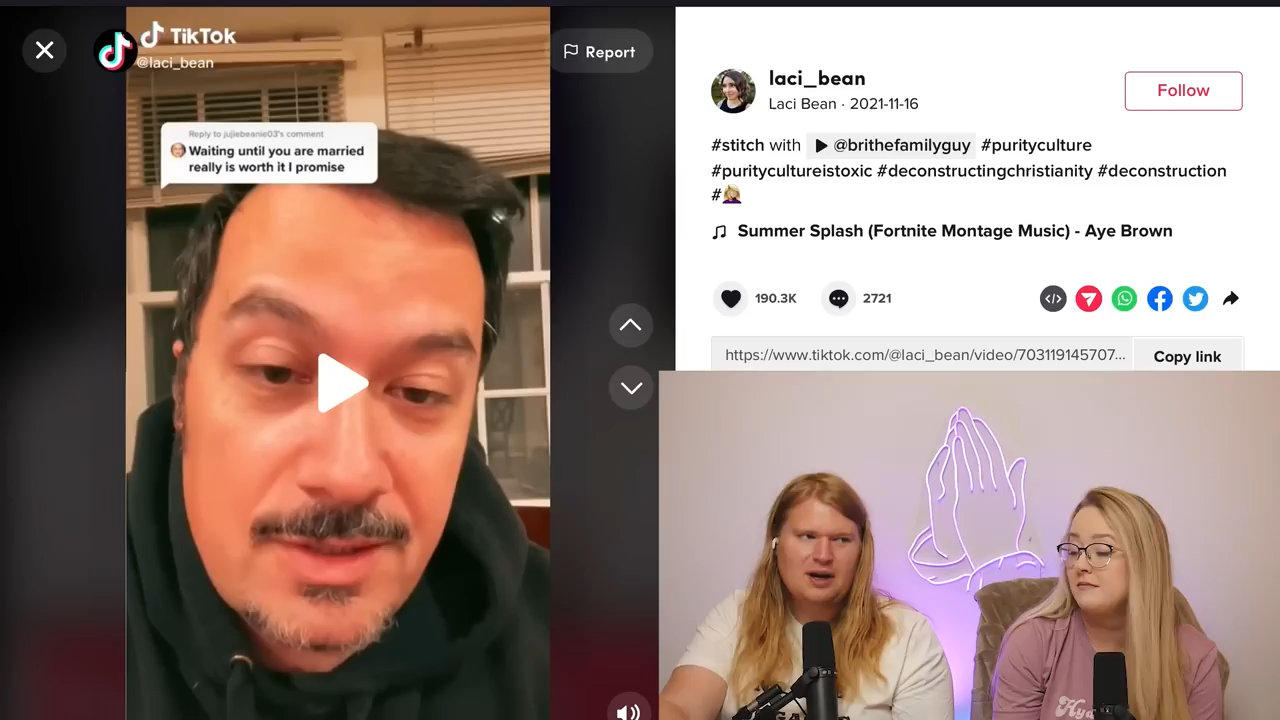 TikTok
@laci_bean
Report
Reply to jujiebeanie03's comment
Waiting until you are married
really is worth it I promise
laci_bean
Laci Bean · 2021-11-16
Follow
#stitch with ▶ @brithefamilyguy #purityculture
#puritycultureistoxic #deconstructingchristianity #deconstruction
#🤦🏼‍♀️
Summer Splash (Fortnite Montage Music) - Aye Brown
190.3K
2721
https://www.tiktok.com/@laci_bean/video/703119145707...
Copy link